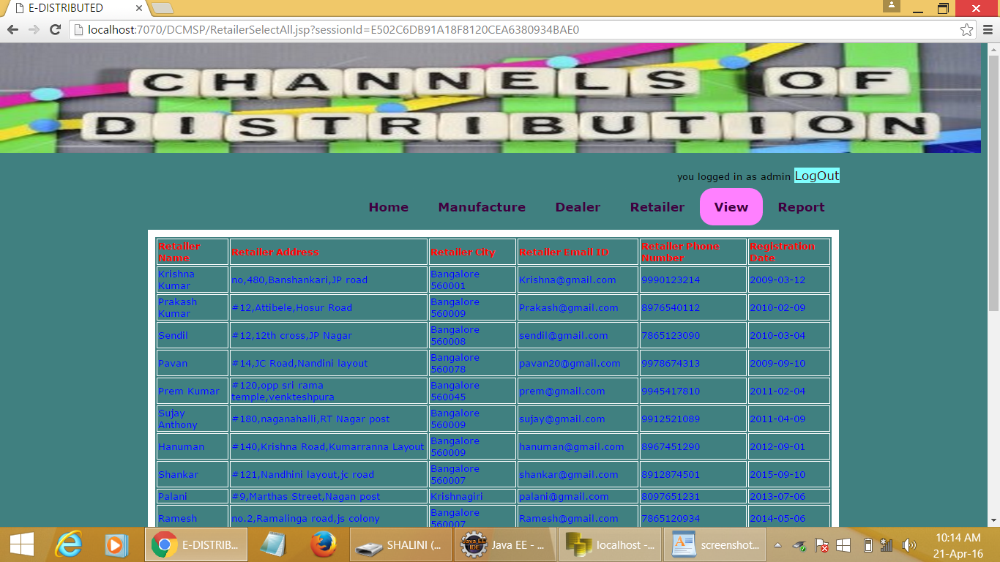 E-DISTRIBUTED
localhost:7070/DCMSP/RetailerSelectAll.jsp?sessionId=E502C6DB91A18F8120CEA6380934BAE0
CHANNELS OF
DISTRIBUTION
you logged in as admin LogOut
Home Manufacture Dealer Retailer View Report
Retailer Name Retailer Address Retailer City Retailer Email ID Retailer Phone Number Registration Date
Krishna Kumar no,480,Banshankari,JP road Bangalore 560001 Krishna@gmail.com 9990123214 2009-03-12
Prakash Kumar #12,Attibele,Hosur Road Bangalore 560009 Prakash@gmail.com 8976540112 2010-02-09
Sendil #12,12th cross,JP Nagar Bangalore 560008 sendil@gmail.com 7865123090 2010-03-04
Pavan #14,JC Road,Nandini layout Bangalore 560078 pavan20@gmail.com 9978674313 2009-09-10
Prem Kumar #120,opp sri rama temple,venkteshpura Bangalore 560045 prem@gmail.com 9945417810 2011-02-04
Sujay Anthony #180,naganahalli,RT Nagar post Bangalore 560009 sujay@gmail.com 9912521089 2011-04-09
Hanuman #140,Krishna Road,Kumarranna Layout Bangalore 560009 hanuman@gmail.com 8967451290 2012-09-01
Shankar #121,Nandhini layout,jc road Bangalore 560007 shankar@gmail.com 8912874501 2015-09-10
Palani #9,Marthas Street,Nagan post Krishnagiri palani@gmail.com 8097651231 2013-07-06
Ramesh no.2,Ramalinga road,js colony Bangalore 560007 Ramesh@gmail.com 7865120934 2014-05-06
E-DISTRIB... SHALINI (... Java EE IDE Java EE - ... localhost -... screenshot... 10:14 AM
21-Apr-16